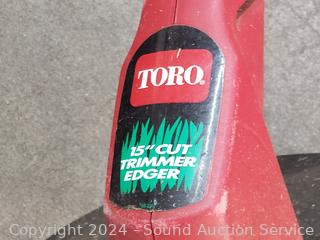 TORO®
15" CUT
TRIMMER
EDGER
Copyright 2024 - Sound Auction Service